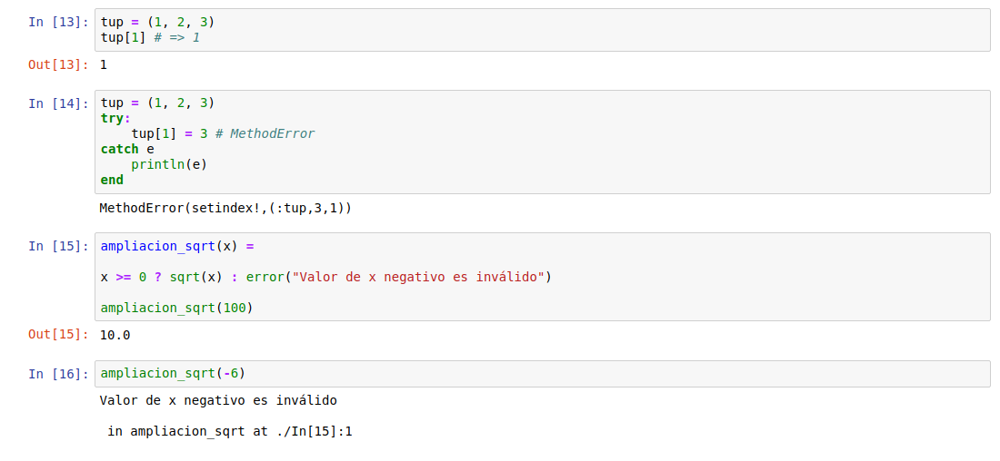 In [13]: tup = (1, 2, 3)
tup[1] # => 1
Out[13]: 1
In [14]: tup = (1, 2, 3)
try:
    tup[1] = 3 # MethodError
catch e
    println(e)
end
MethodError(setindex!,(:tup,3,1))
In [15]: ampliacion_sqrt(x) =
x >= 0 ? sqrt(x) : error("Valor de x negativo es inválido")
ampliacion_sqrt(100)
Out[15]: 10.0
In [16]: ampliacion_sqrt(-6)
Valor de x negativo es inválido
 in ampliacion_sqrt at ./In[15]:1